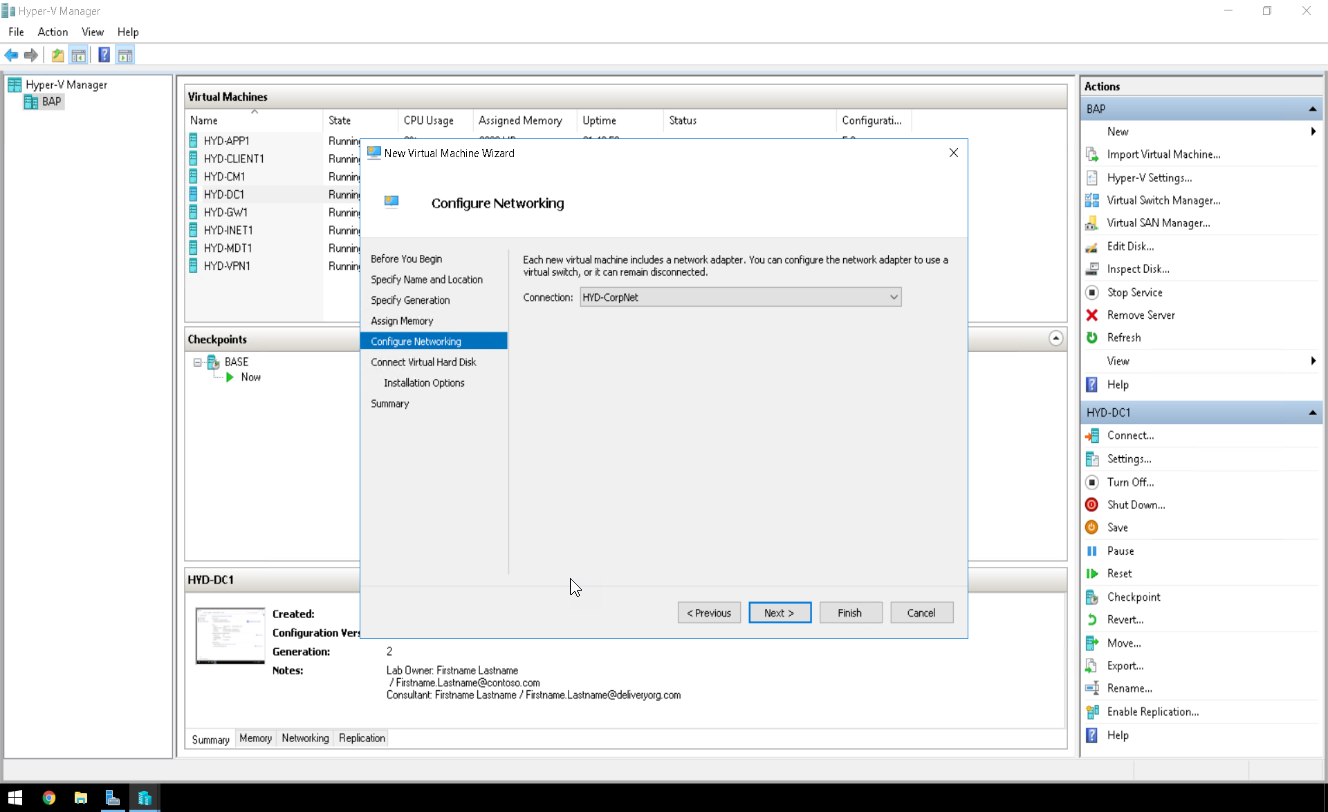 Hyper-V Manager
File Action View Help
Hyper-V Manager
BAP
Virtual Machines
Name State CPU Usage Assigned Memory Uptime Status Configurati...
HYD-APP1 Running
HYD-CLIENT1 Running
HYD-CM1 Running
HYD-DC1 Running
HYD-GW1 Running
HYD-INET1 Running
HYD-MDT1 Running
HYD-VPN1 Running
Checkpoints
BASE
Now
HYD-DC1
Created:
Configuration Vers
Generation: 2
Notes: Lab Owner: Firstname Lastname
/ Firstname.Lastname@contoso.com
Consultant: Firstname Lastname / Firstname.Lastname@deliveryorg.com
Summary Memory Networking Replication
New Virtual Machine Wizard
Configure Networking
Before You Begin
Specify Name and Location
Specify Generation
Assign Memory
Configure Networking
Connect Virtual Hard Disk
Installation Options
Summary
Each new virtual machine includes a network adapter. You can configure the network adapter to use a
virtual switch, or it can remain disconnected.
Connection: HYD-CorpNet
< Previous Next > Finish Cancel
Actions
BAP
New
Import Virtual Machine...
Hyper-V Settings...
Virtual Switch Manager...
Virtual SAN Manager...
Edit Disk...
Inspect Disk...
Stop Service
Remove Server
Refresh
View
Help
HYD-DC1
Connect...
Settings...
Turn Off...
Shut Down...
Save
Pause
Reset
Checkpoint
Revert...
Move...
Export...
Rename...
Enable Replication...
Help